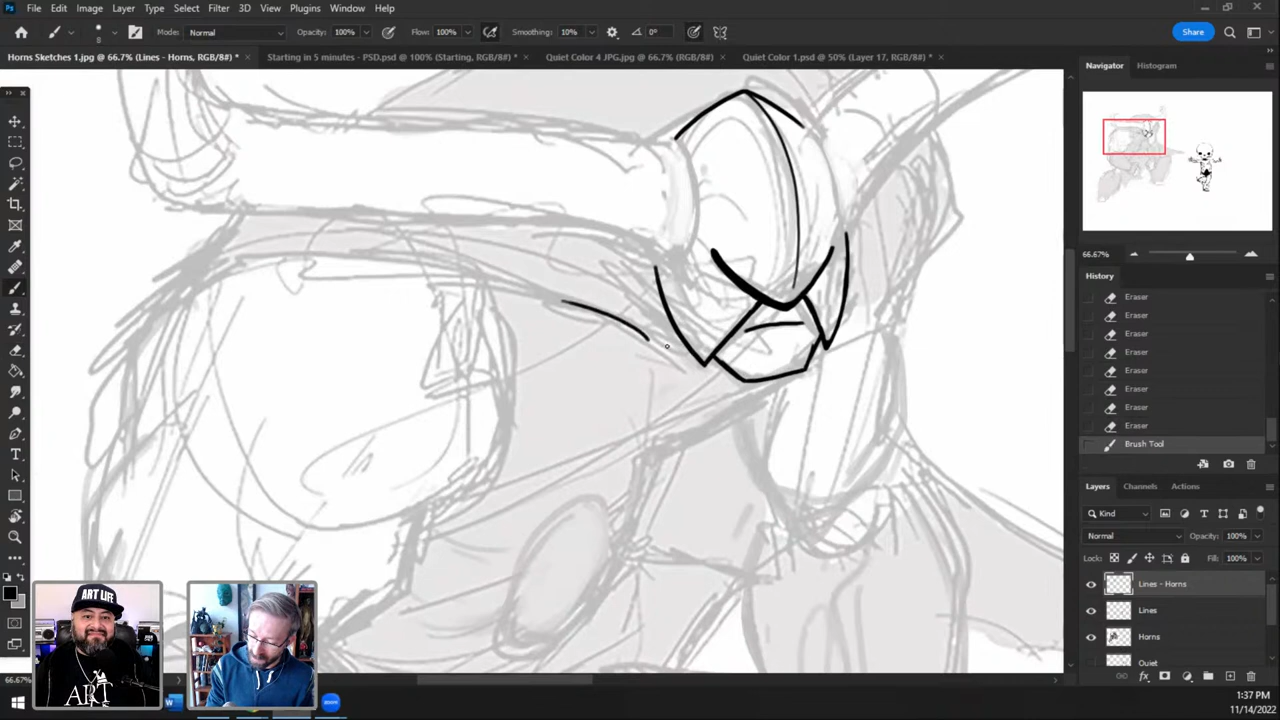 Ps File Edit Image Layer Type Select Filter 3D View Plugins Window Help
8 Mode: Normal Opacity: 100% Flow: 100% Smoothing: 10% 0° Share
Horns Sketches 1.jpg @ 66.7% (Lines - Horns, RGB/8#) * × Starting in 5 minutes - PSD.psd @ 100% (Starting, RGB/8#) * × Quiet Color 4 JPG.jpg @ 66.7% (RGB/8#) × Quiet Color 1.psd @ 50% (Layer 17, RGB/8#) * ×
Navigator Histogram
66.67%
History
Eraser
Eraser
Eraser
Eraser
Eraser
Eraser
Eraser
Eraser
Brush Tool
Layers Channels Actions
Kind
Normal Opacity: 100%
Lock: Fill: 100%
Lines - Horns
Lines
Horns
Quiet
fx
66.67%
ART LIFE
ART
1:37 PM
11/14/2022